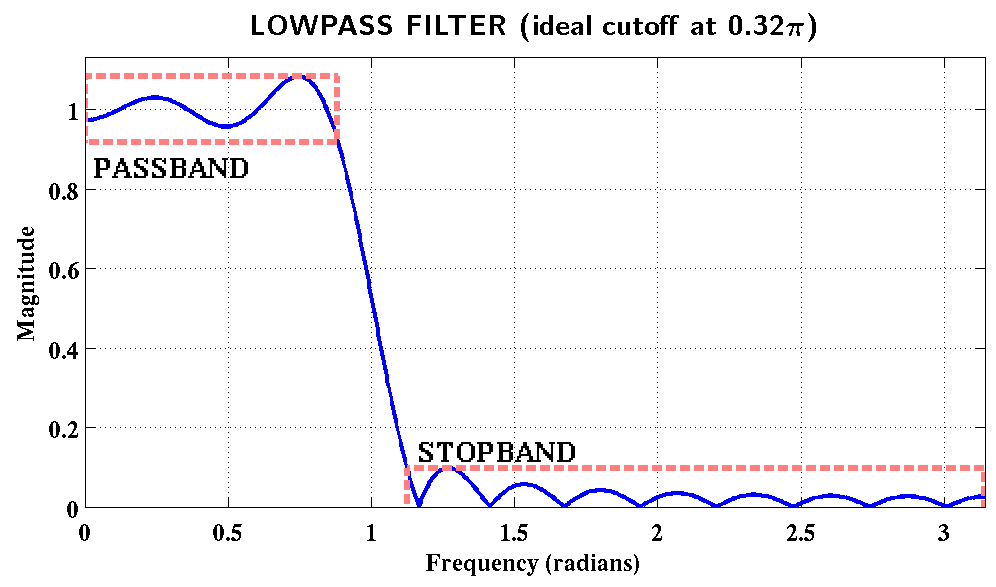 LOWPASS FILTER (ideal cutoff at 0.32π)
1
PASSBAND
0.8
0.6
Magnitude
0.4
0.2
STOPBAND
0
0 0.5 1 1.5 2 2.5 3
Frequency (radians)